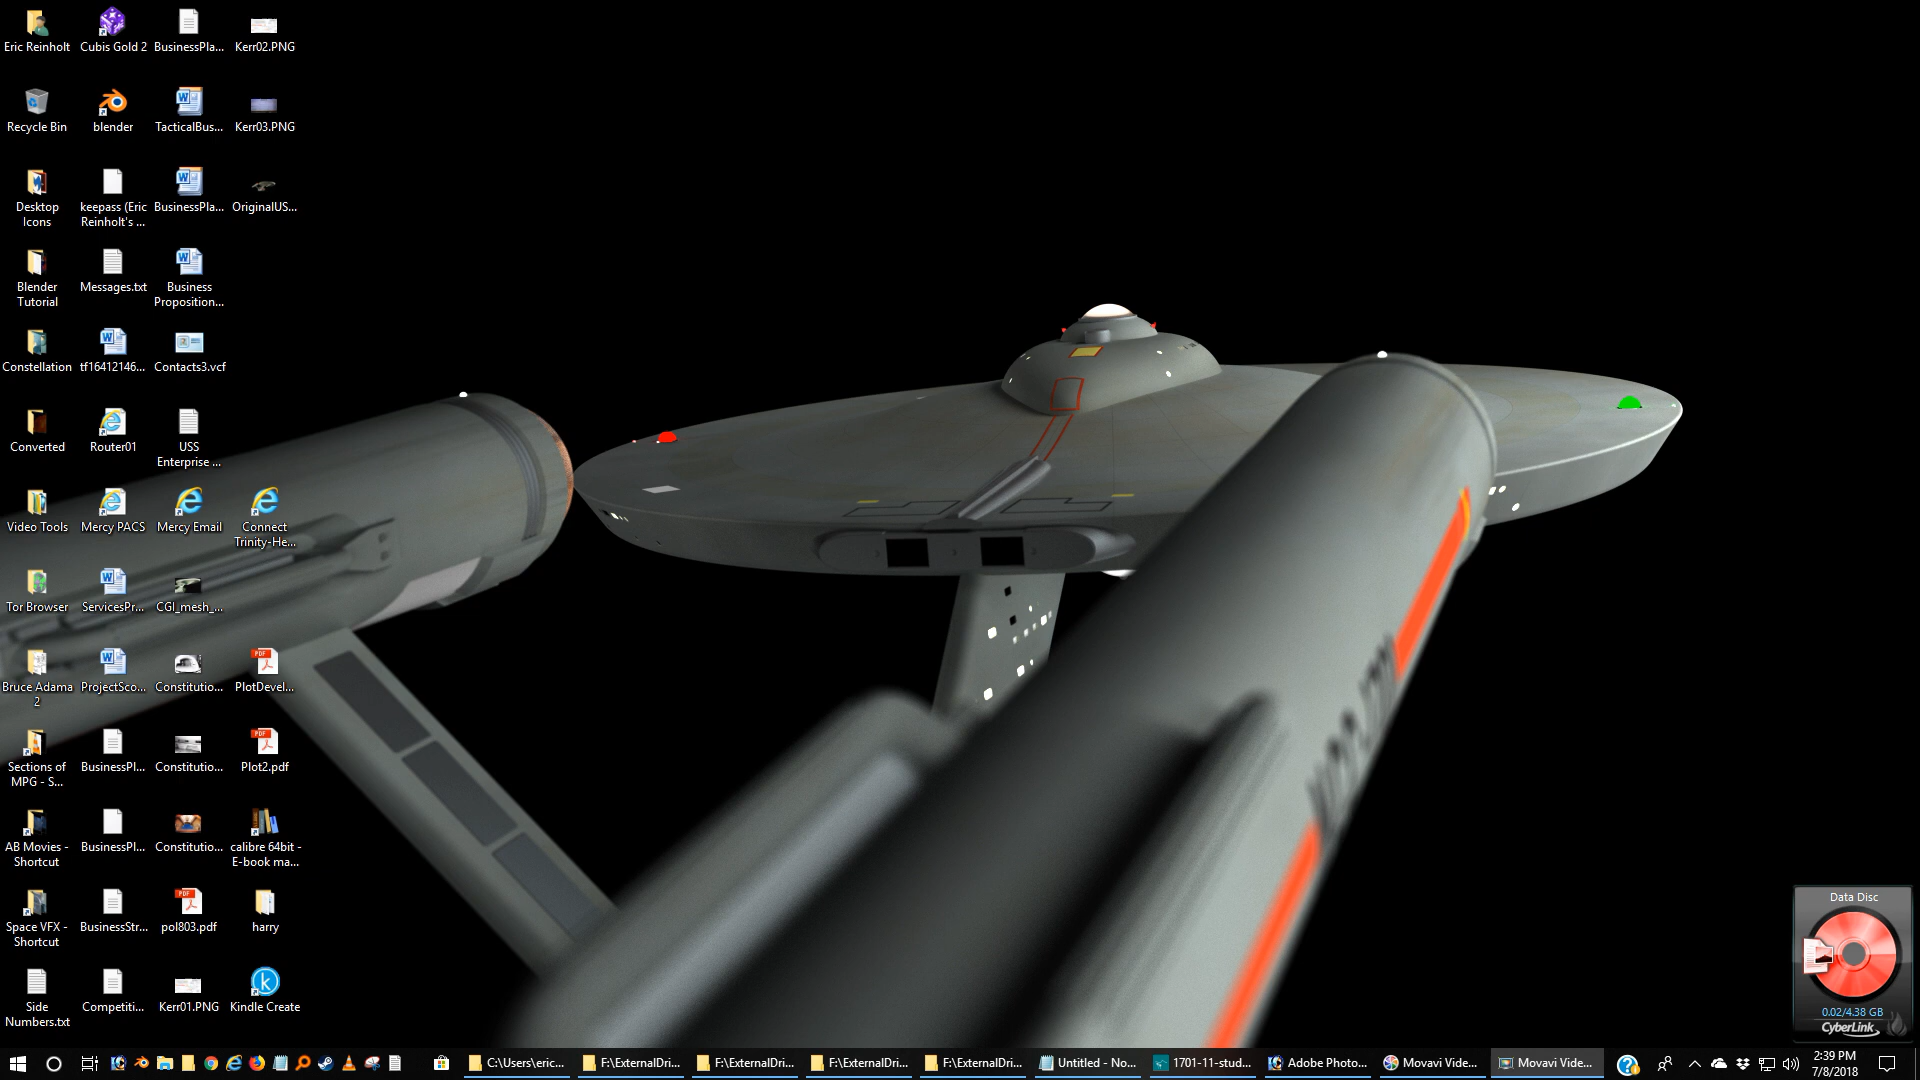 Eric Reinholt
Cubis Gold 2
BusinessPla...
Kerr02.PNG
Recycle Bin
blender
TacticalBus...
Kerr03.PNG
Desktop
Icons
keepass (Eric
Reinholt's ...
BusinessPla...
OriginalUS...
Blender
Tutorial
Messages.txt
Business
Proposition...
Constellation
tf16412146...
Contacts3.vcf
Converted
Router01
USS
Enterprise ...
Video Tools
Mercy PACS
Mercy Email
Connect
Trinity-He...
Tor Browser
ServicesPr...
CGI_mesh_...
Bruce Adama
2
ProjectSco...
Constitutio...
PlotDevel...
Sections of
MPG - S...
BusinessPl...
Constitutio...
Plot2.pdf
AB Movies -
Shortcut
BusinessPl...
Constitutio...
calibre 64bit -
E-book ma...
Space VFX -
Shortcut
BusinessStr...
pol803.pdf
harry
Side
Numbers.txt
Competiti...
Kerr01.PNG
Kindle Create
Data Disc
0.02/4.38 GB
CyberLink
C:\Users\eric...
F:\ExternalDri...
F:\ExternalDri...
F:\ExternalDri...
F:\ExternalDri...
Untitled - No...
1701-11-stud...
Adobe Photo...
Movavi Vide...
Movavi Vide...
2:39 PM
7/8/2018